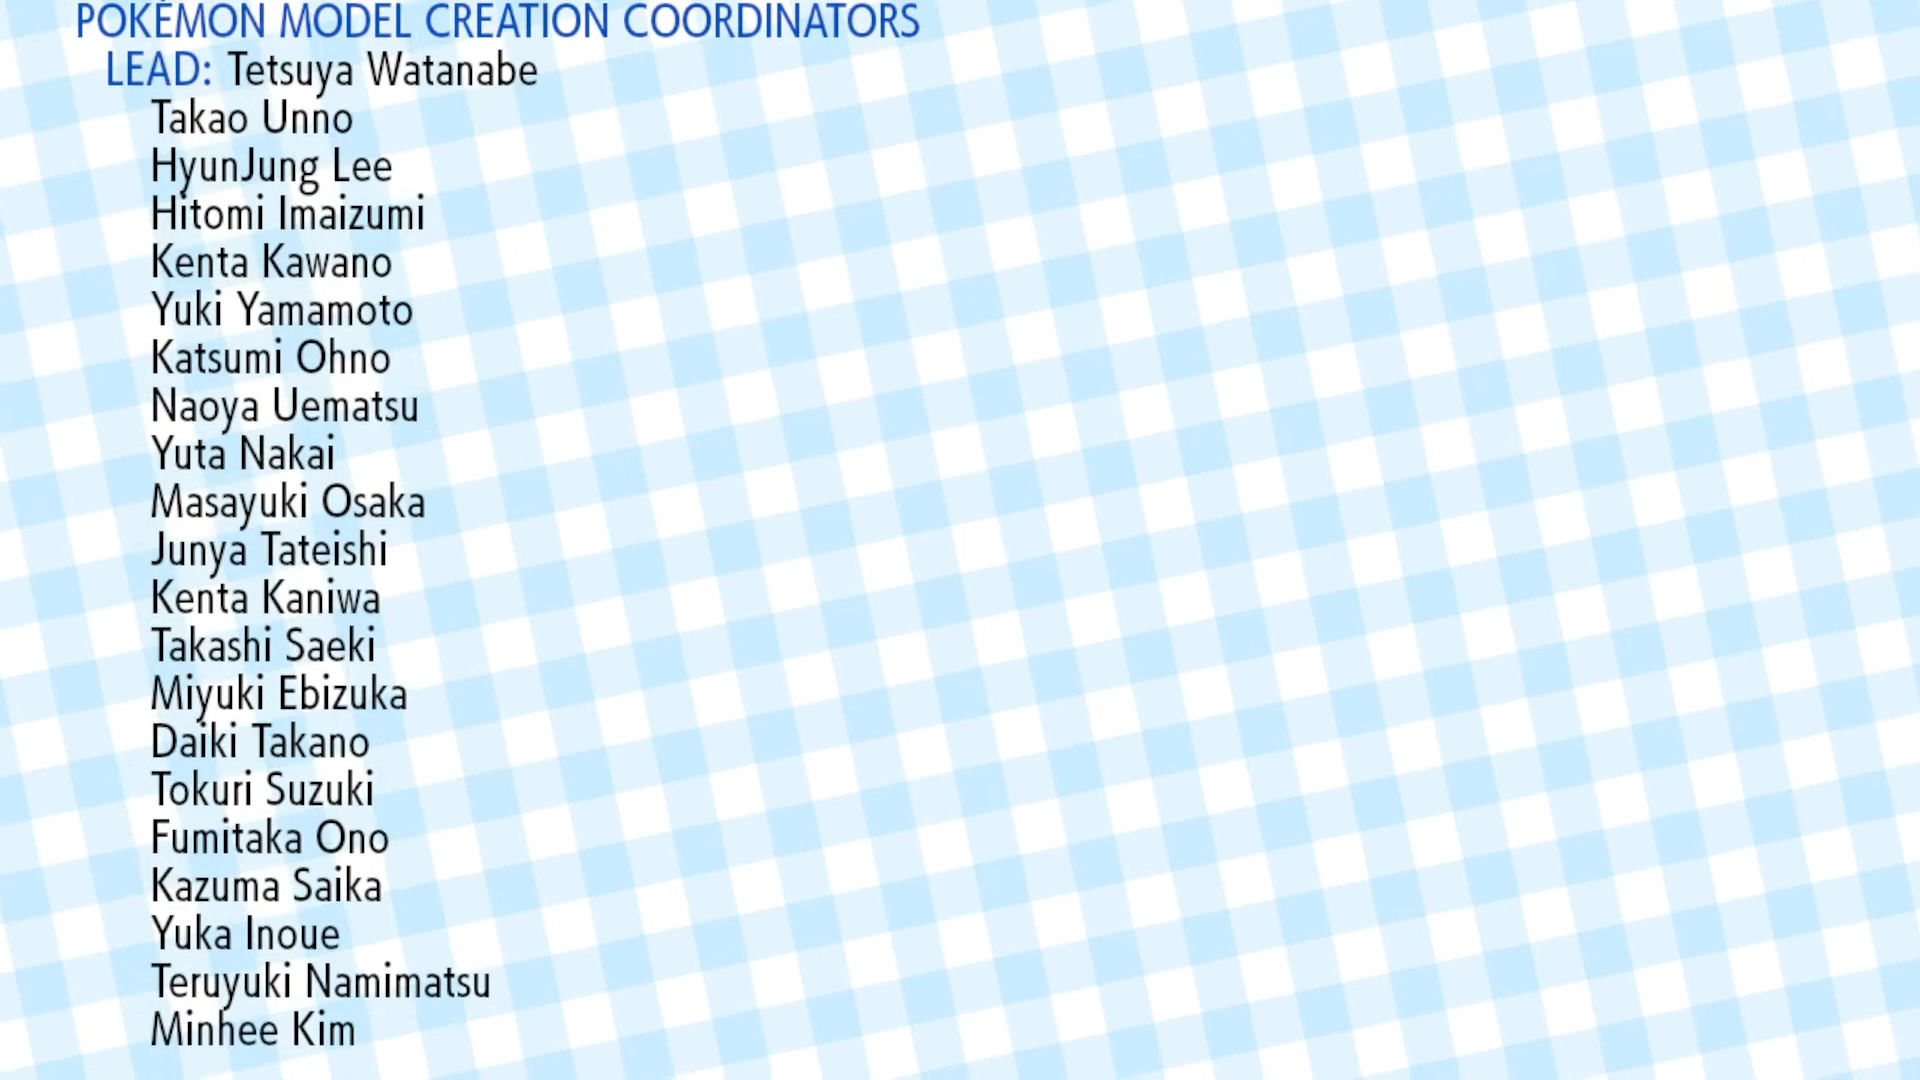 POKÉMON MODEL CREATION COORDINATORS
LEAD: Tetsuya Watanabe
Takao Unno
HyunJung Lee
Hitomi Imaizumi
Kenta Kawano
Yuki Yamamoto
Katsumi Ohno
Naoya Uematsu
Yuta Nakai
Masayuki Osaka
Junya Tateishi
Kenta Kaniwa
Takashi Saeki
Miyuki Ebizuka
Daiki Takano
Tokuri Suzuki
Fumitaka Ono
Kazuma Saika
Yuka Inoue
Teruyuki Namimatsu
Minhee Kim